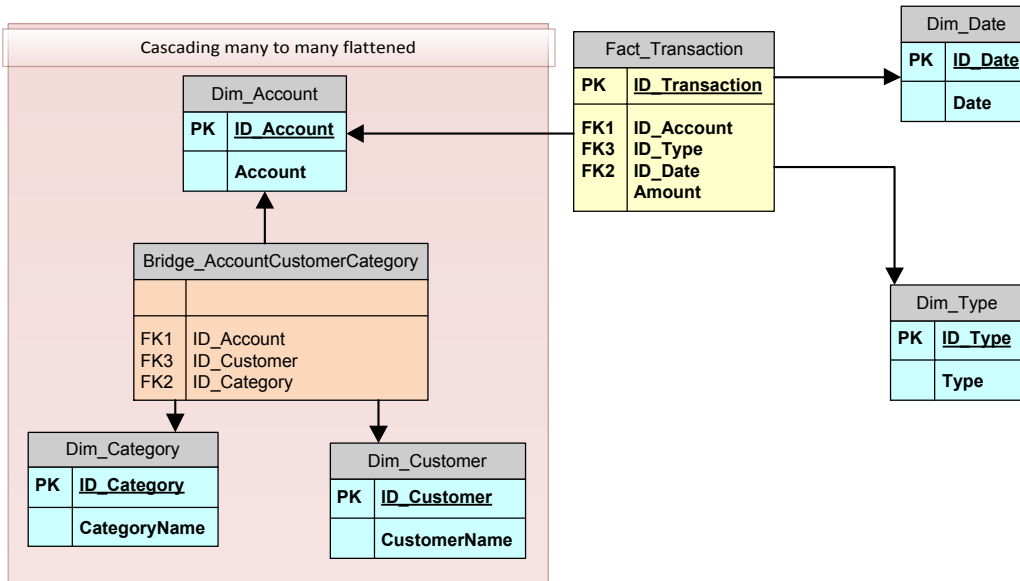 Cascading many to many flattened
Dim_Account
PK ID_Account
Account
Bridge_AccountCustomerCategory
FK1 ID_Account
FK3 ID_Customer
FK2 ID_Category
Dim_Category
PK ID_Category
CategoryName
Dim_Customer
PK ID_Customer
CustomerName
Fact_Transaction
PK ID_Transaction
FK1 ID_Account
FK3 ID_Type
FK2 ID_Date
Amount
Dim_Date
PK ID_Date
Date
Dim_Type
PK ID_Type
Type